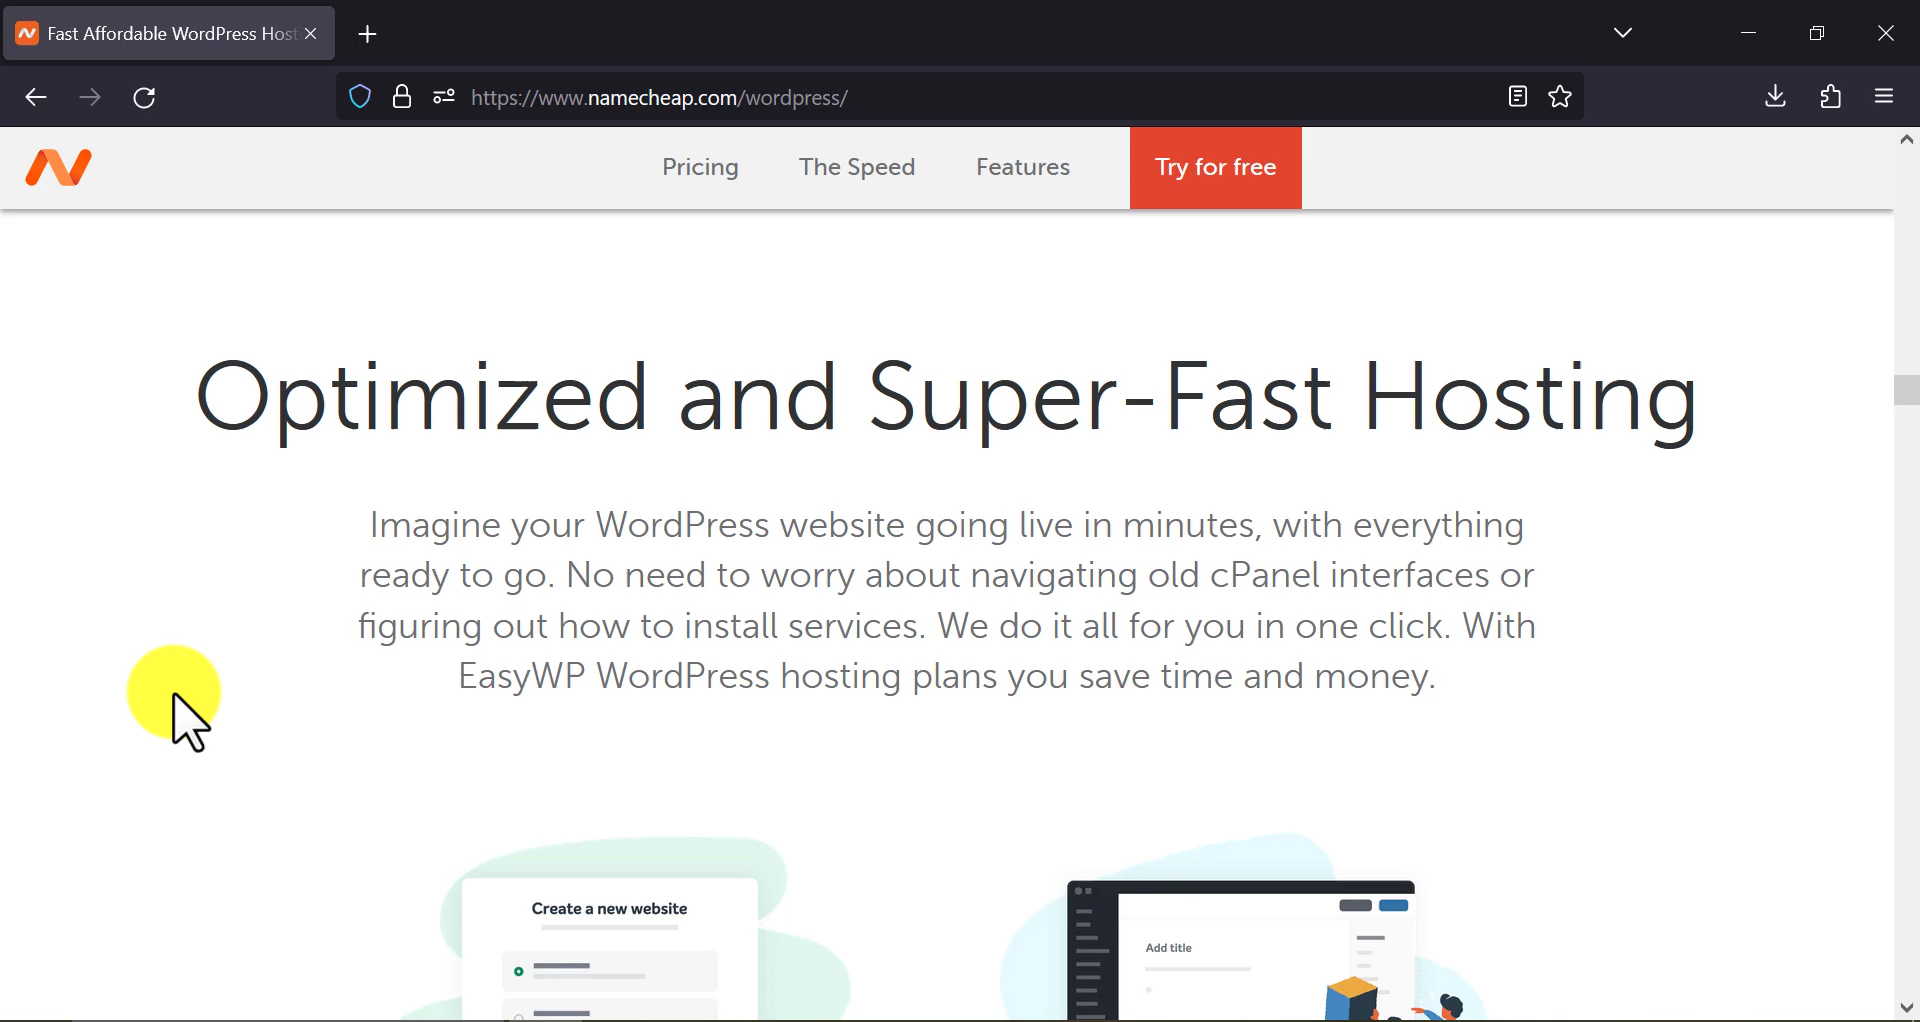 Fast Affordable WordPress Host
https://www.namecheap.com/wordpress/
Pricing
The Speed
Features
Try for free
Optimized and Super-Fast Hosting
Imagine your WordPress website going live in minutes, with everything
ready to go. No need to worry about navigating old cPanel interfaces or
figuring out how to install services. We do it all for you in one click. With
EasyWP WordPress hosting plans you save time and money.
Create a new website
Add title